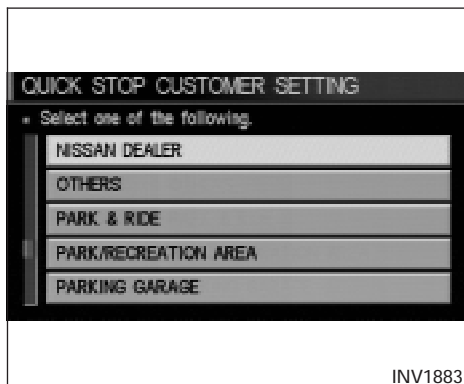 QUICK STOP CUSTOMER SETTING
Select one of the following.
NISSAN DEALER
OTHERS
PARK & RIDE
PARK/RECREATION AREA
PARKING GARAGE
INV1883